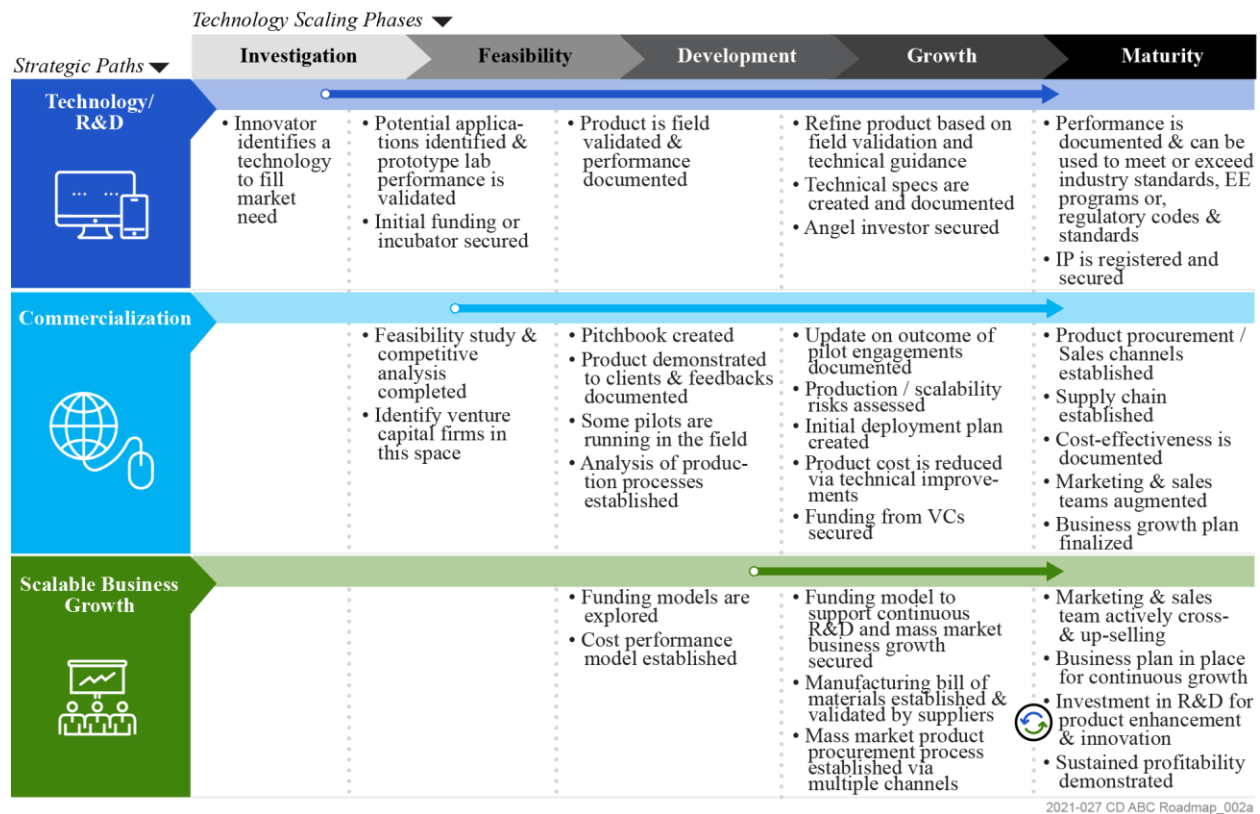 Technology Scaling Phases
Strategic Paths
Investigation
Feasibility
Development
Growth
Maturity
Technology/
R&D
• Innovator
identifies a
technology
to fill
market
need
• Potential applica-
tions identified &
prototype lab
performance is
validated
• Initial funding or
incubator secured
• Product is field
validated &
performance
documented
• Refine product based on
field validation and
technical guidance
• Technical specs are
created and documented
• Angel investor secured
• Performance is
documented & can be
used to meet or exceed
industry standards, EE
programs or,
regulatory codes &
standards
• IP is registered and
secured
Commercialization
• Feasibility study &
competitive
analysis
completed
• Identify venture
capital firms in
this space
• Pitchbook created
• Product demonstrated
to clients & feedbacks
documented
• Some pilots are
running in the field
• Analysis of produc-
tion processes
established
• Update on outcome of
pilot engagements
documented
• Production / scalability
risks assessed
• Initial deployment plan
created
• Product cost is reduced
via technical improve-
ments
• Funding from VCs
secured
• Product procurement /
Sales channels
established
• Supply chain
established
• Cost-effectiveness is
documented
• Marketing & sales
teams augmented
• Business growth plan
finalized
Scalable Business
Growth
• Funding models are
explored
• Cost performance
model established
• Funding model to
support continuous
R&D and mass market
business growth
secured
• Manufacturing bill of
materials established &
validated by suppliers
• Mass market product
procurement process
established via
multiple channels
• Marketing & sales
team actively cross-
& up-selling
• Business plan in place
for continuous growth
• Investment in R&D for
product enhancement
& innovation
• Sustained profitability
demonstrated
2021-027 CD ABC Roadmap_002a